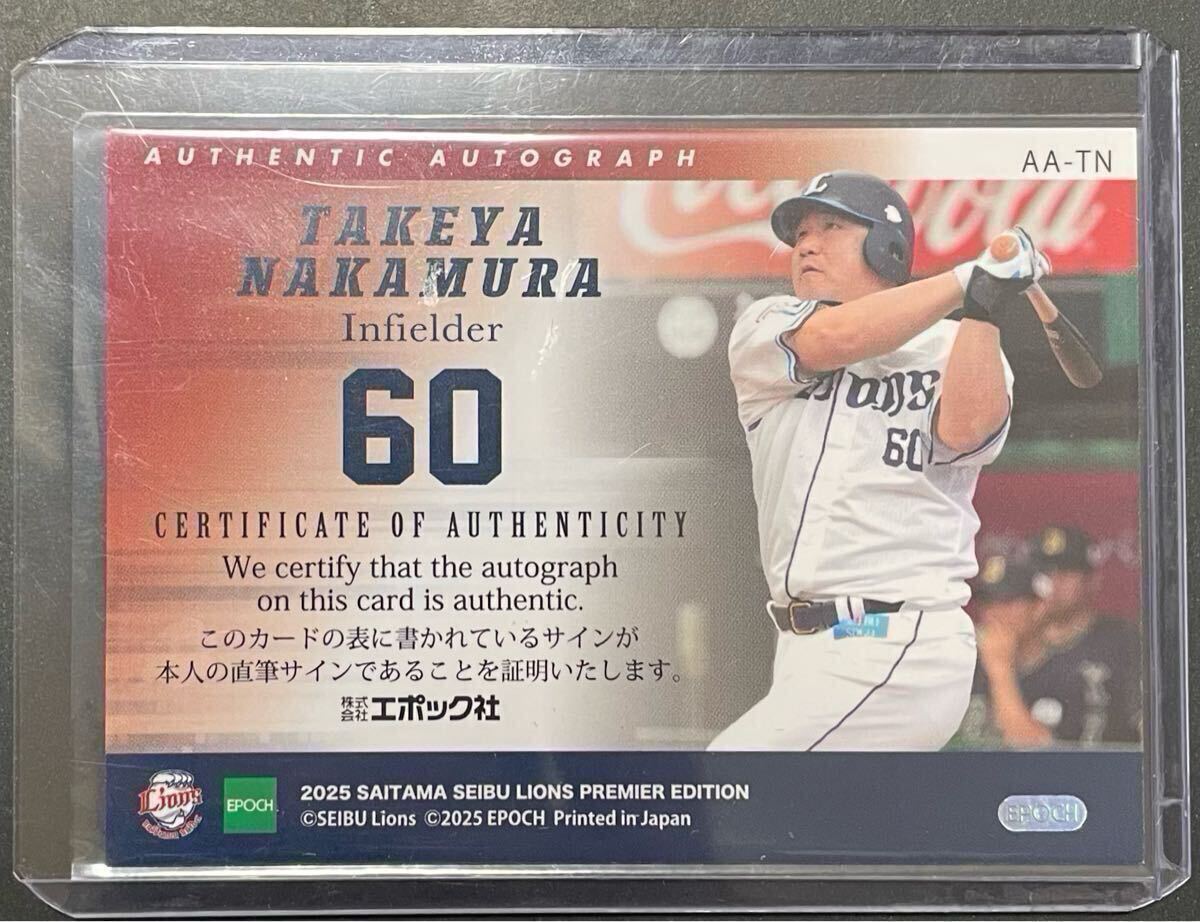 AUTHENTIC AUTOGRAPH
AA-TN
TAKEYA
NAKAMURA
Infielder
60
CERTIFICATE OF AUTHENTICITY
We certify that the autograph
on this card is authentic.
このカードの表に書かれているサインが
本人の直筆サインであることを証明いたします。
株式会社エポック社
Lions
60
Lions
EPOCH
2025 SAITAMA SEIBU LIONS PREMIER EDITION
©SEIBU Lions ©2025 EPOCH Printed in Japan
EPOCH